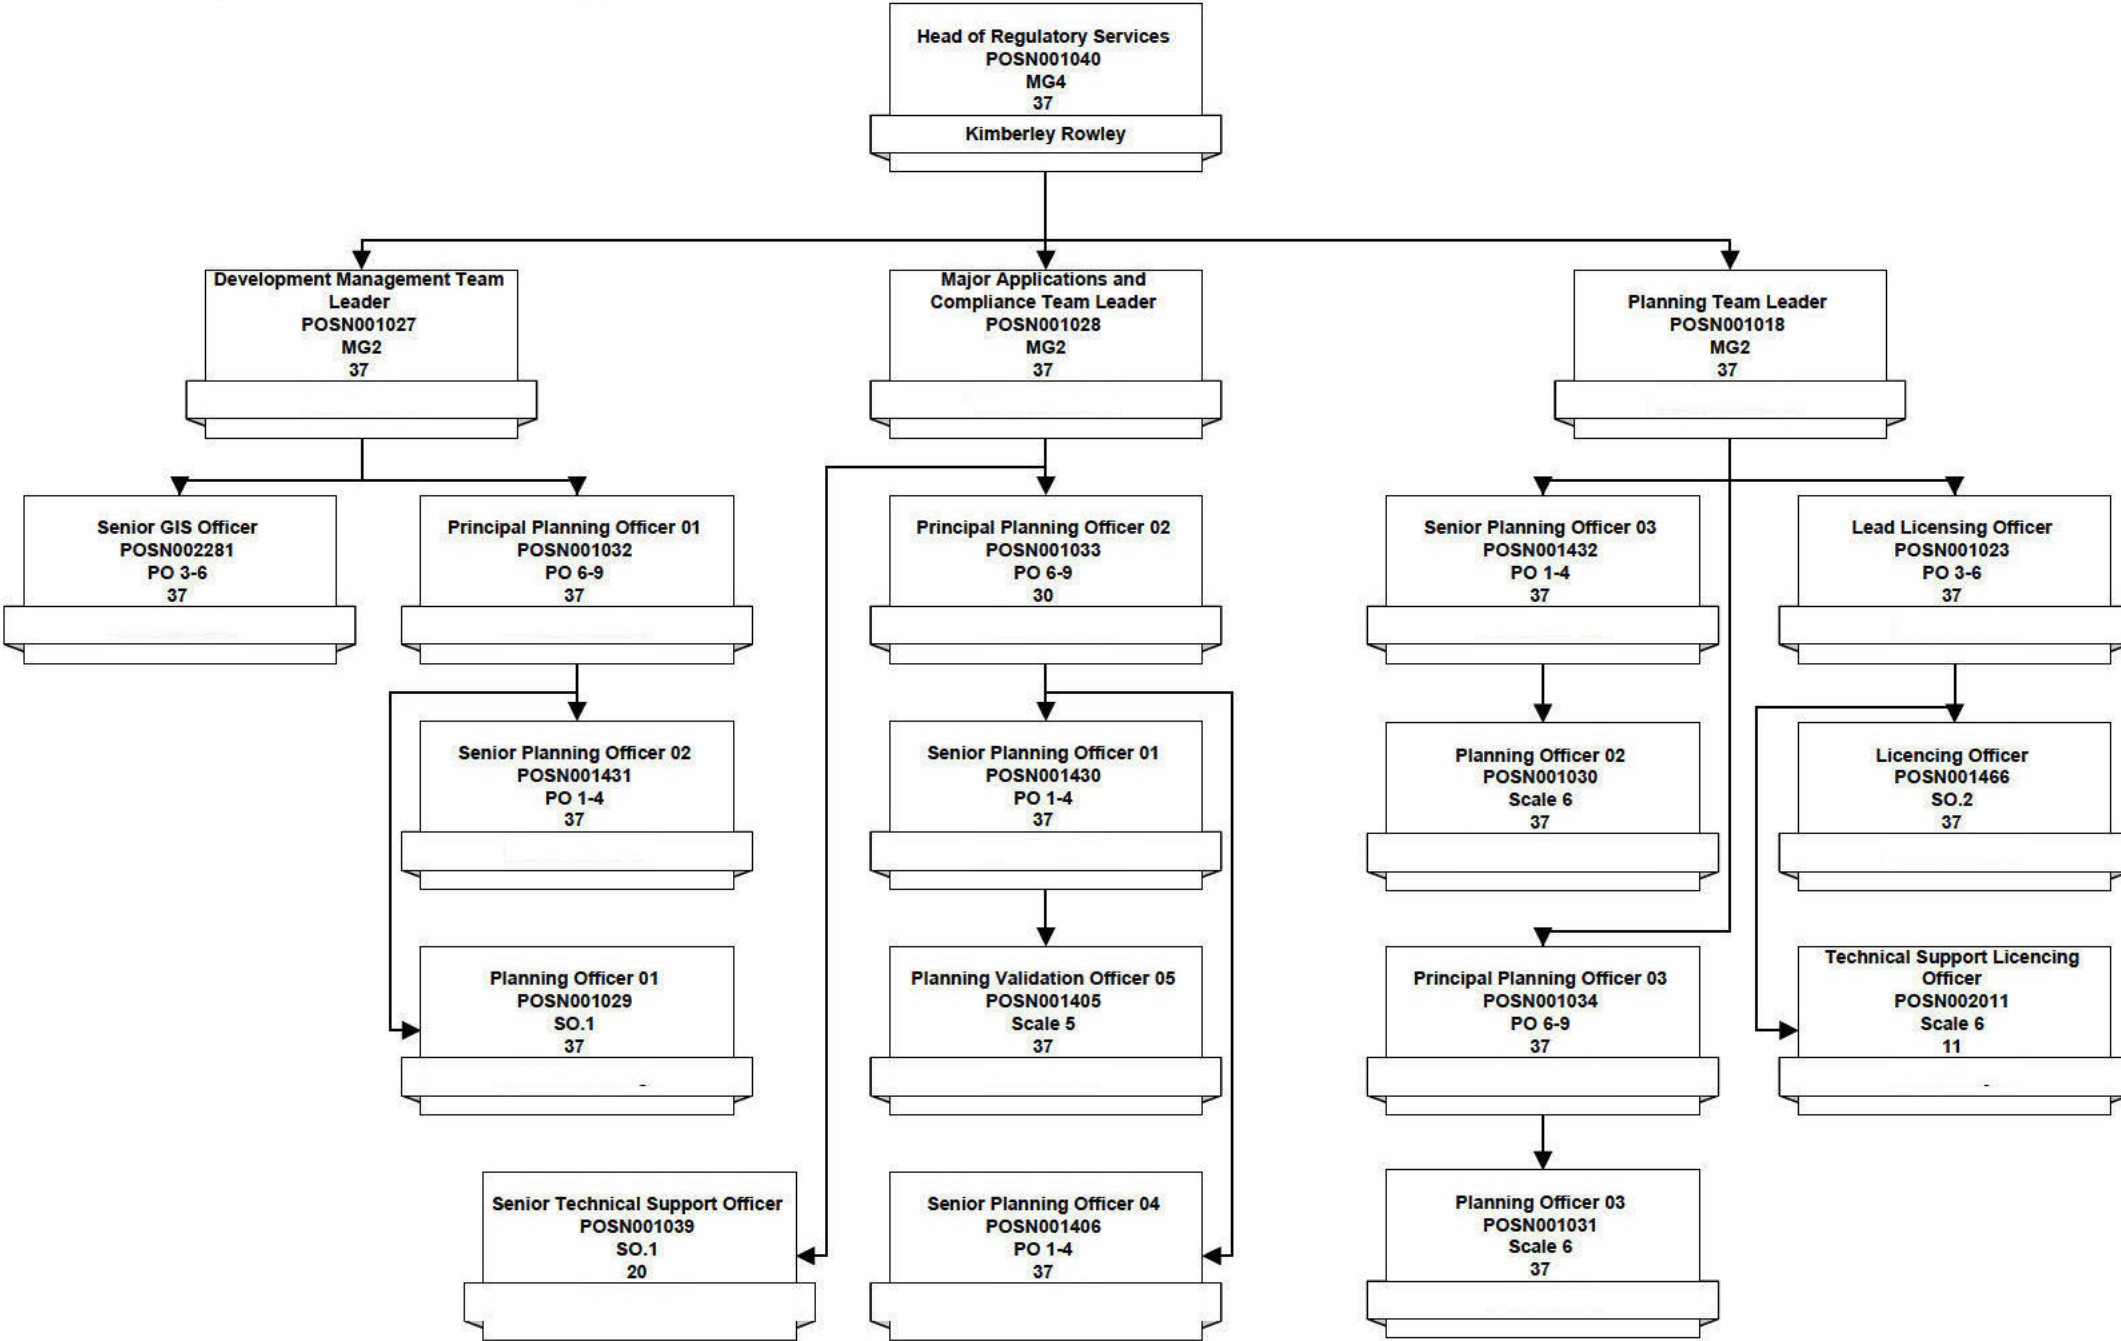 Head of Regulatory Services
POSN001040
MG4
37
Kimberley Rowley
Development Management Team
Leader
POSN001027
MG2
37
Major Applications and
Compliance Team Leader
POSN001028
MG2
37
Planning Team Leader
POSN001018
MG2
37
Senior GIS Officer
POSN002281
PO 3-6
37
Principal Planning Officer 01
POSN001032
PO 6-9
37
Principal Planning Officer 02
POSN001033
PO 6-9
30
Senior Planning Officer 03
POSN001432
PO 1-4
37
Lead Licensing Officer
POSN001023
PO 3-6
37
Senior Planning Officer 02
POSN001431
PO 1-4
37
Senior Planning Officer 01
POSN001430
PO 1-4
37
Planning Officer 02
POSN001030
Scale 6
37
Licencing Officer
POSN001466
SO.2
37
Planning Officer 01
POSN001029
SO.1
37
Planning Validation Officer 05
POSN001405
Scale 5
37
Principal Planning Officer 03
POSN001034
PO 6-9
37
Technical Support Licencing
Officer
POSN002011
Scale 6
11
Senior Technical Support Officer
POSN001039
SO.1
20
Senior Planning Officer 04
POSN001406
PO 1-4
37
Planning Officer 03
POSN001031
Scale 6
37